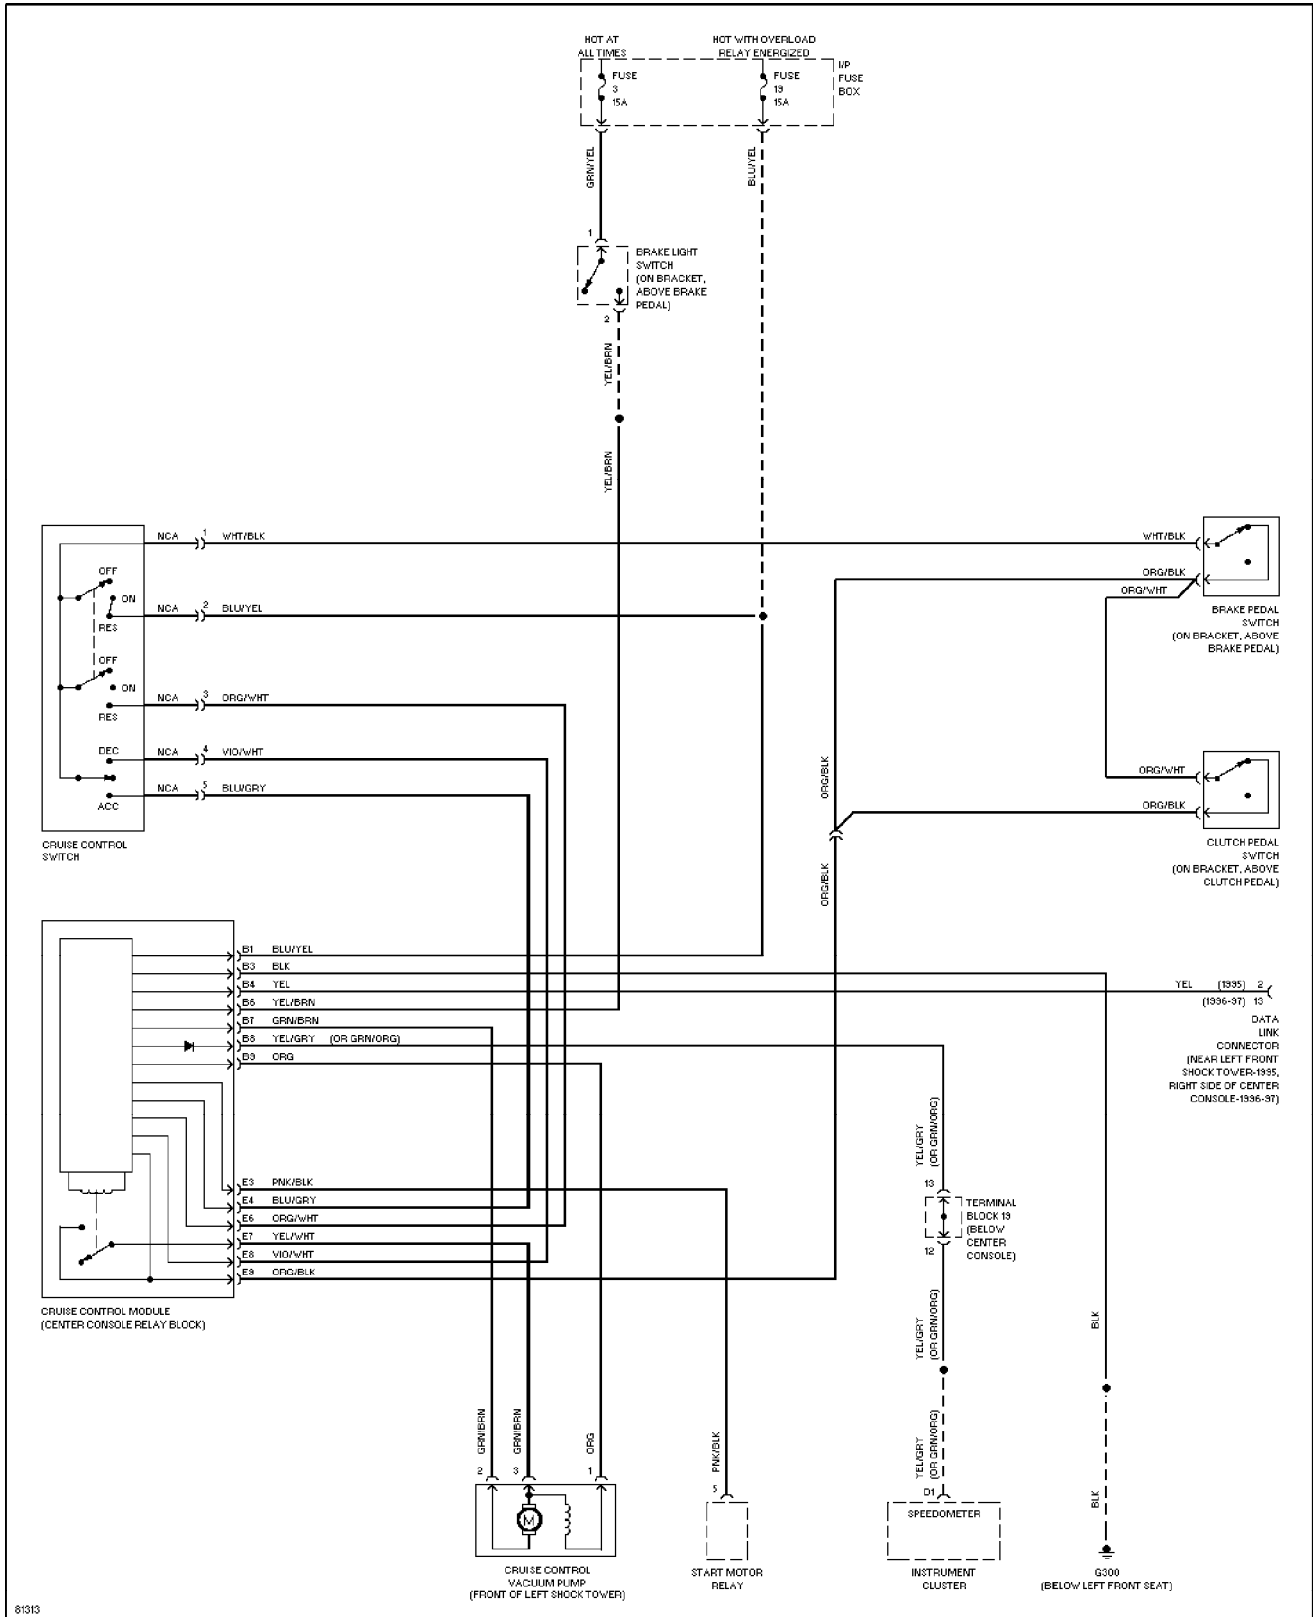 HOT AT
ALL TIMES
HOT WITH OVERLOAD
RELAY ENERGIZED
FUSE
3
15A
FUSE
19
15A
I/P
FUSE
BOX
GRN/YEL
BLU/YEL
1
BRAKE LIGHT
SWITCH
(ON BRACKET,
ABOVE BRAKE
PEDAL)
2
YEL/BRN
YEL/BRN
NCA 1 WHT/BLK
WHT/BLK
OFF
ON
RES
NCA 2 BLU/YEL
ORG/BLK
ORG/WHT
BRAKE PEDAL
SWITCH
(ON BRACKET, ABOVE
BRAKE PEDAL)
OFF
ON
RES
NCA 3 ORG/WHT
DEC
NCA 4 VIO/WHT
NCA 5 BLU/GRY
ACC
CRUISE CONTROL
SWITCH
ORG/BLK
ORG/WHT
ORG/BLK
ORG/BLK
CLUTCH PEDAL
SWITCH
(ON BRACKET, ABOVE
CLUTCH PEDAL)
B1 BLU/YEL
B3 BLK
B4 YEL
B6 YEL/BRN
B7 GRN/BRN
B8 YEL/GRY (OR GRN/ORG)
B9 ORG
YEL (1995) 2
(1996-97) 13
DATA
LINK
CONNECTOR
(NEAR LEFT FRONT
SHOCK TOWER-1995,
RIGHT SIDE OF CENTER
CONSOLE-1996-97)
E3 PNK/BLK
E4 BLU/GRY
E6 ORG/WHT
E7 YEL/WHT
E8 VIO/WHT
E9 ORG/BLK
CRUISE CONTROL MODULE
(CENTER CONSOLE RELAY BLOCK)
YEL/GRY
(OR GRN/ORG)
13
TERMINAL
BLOCK 19
(BELOW
CENTER
CONSOLE)
12
YEL/GRY
(OR GRN/ORG)
BLK
GRN/BRN
GRN/BRN
ORG
PNK/BLK
YEL/GRY
(OR GRN/ORG)
BLK
2
3
1
5
D1
M
SPEEDOMETER
CRUISE CONTROL
VACUUM PUMP
(FRONT OF LEFT SHOCK TOWER)
START MOTOR
RELAY
INSTRUMENT
CLUSTER
G300
(BELOW LEFT FRONT SEAT)
81313